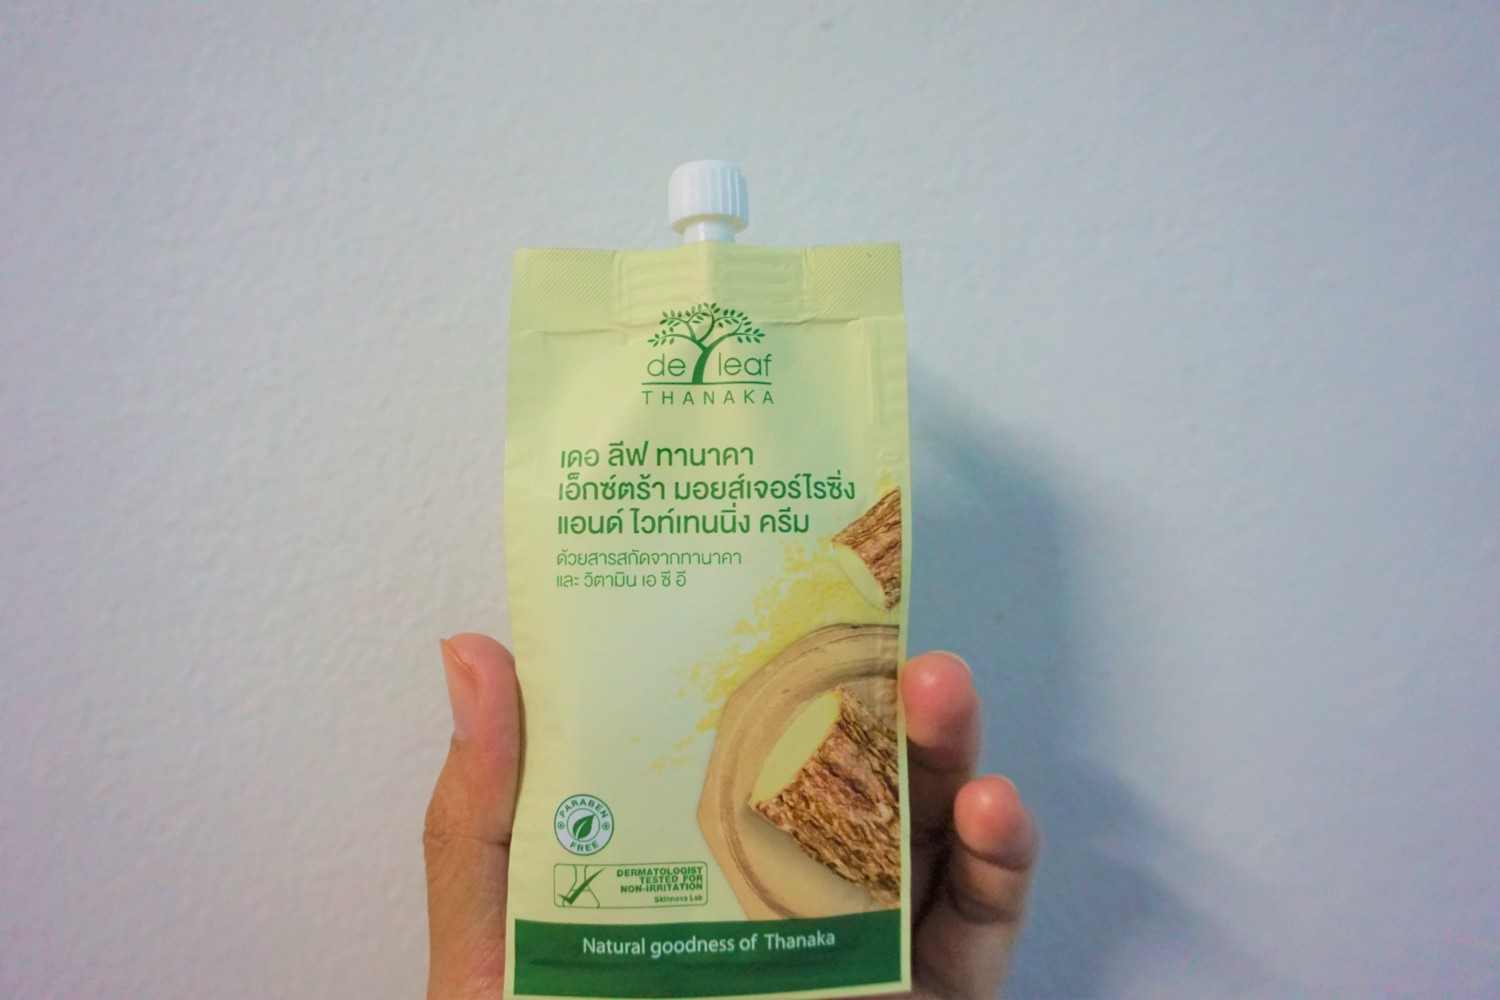 de leaf
THANAKA
เดอ ลีฟ ทานาคา
เอ็กซ์ตร้า มอยส์เจอร์ไรซิ่ง
แอนด์ ไวท์เทนนิ่ง ครีม
ด้วยสารสกัดจากทานาคา
และ วิตามิน เอ ซี อี
PARABEN
FREE
DERMATOLOGIST
TESTED FOR
NON-IRRITATION
Skinnova Lab
Natural goodness of Thanaka